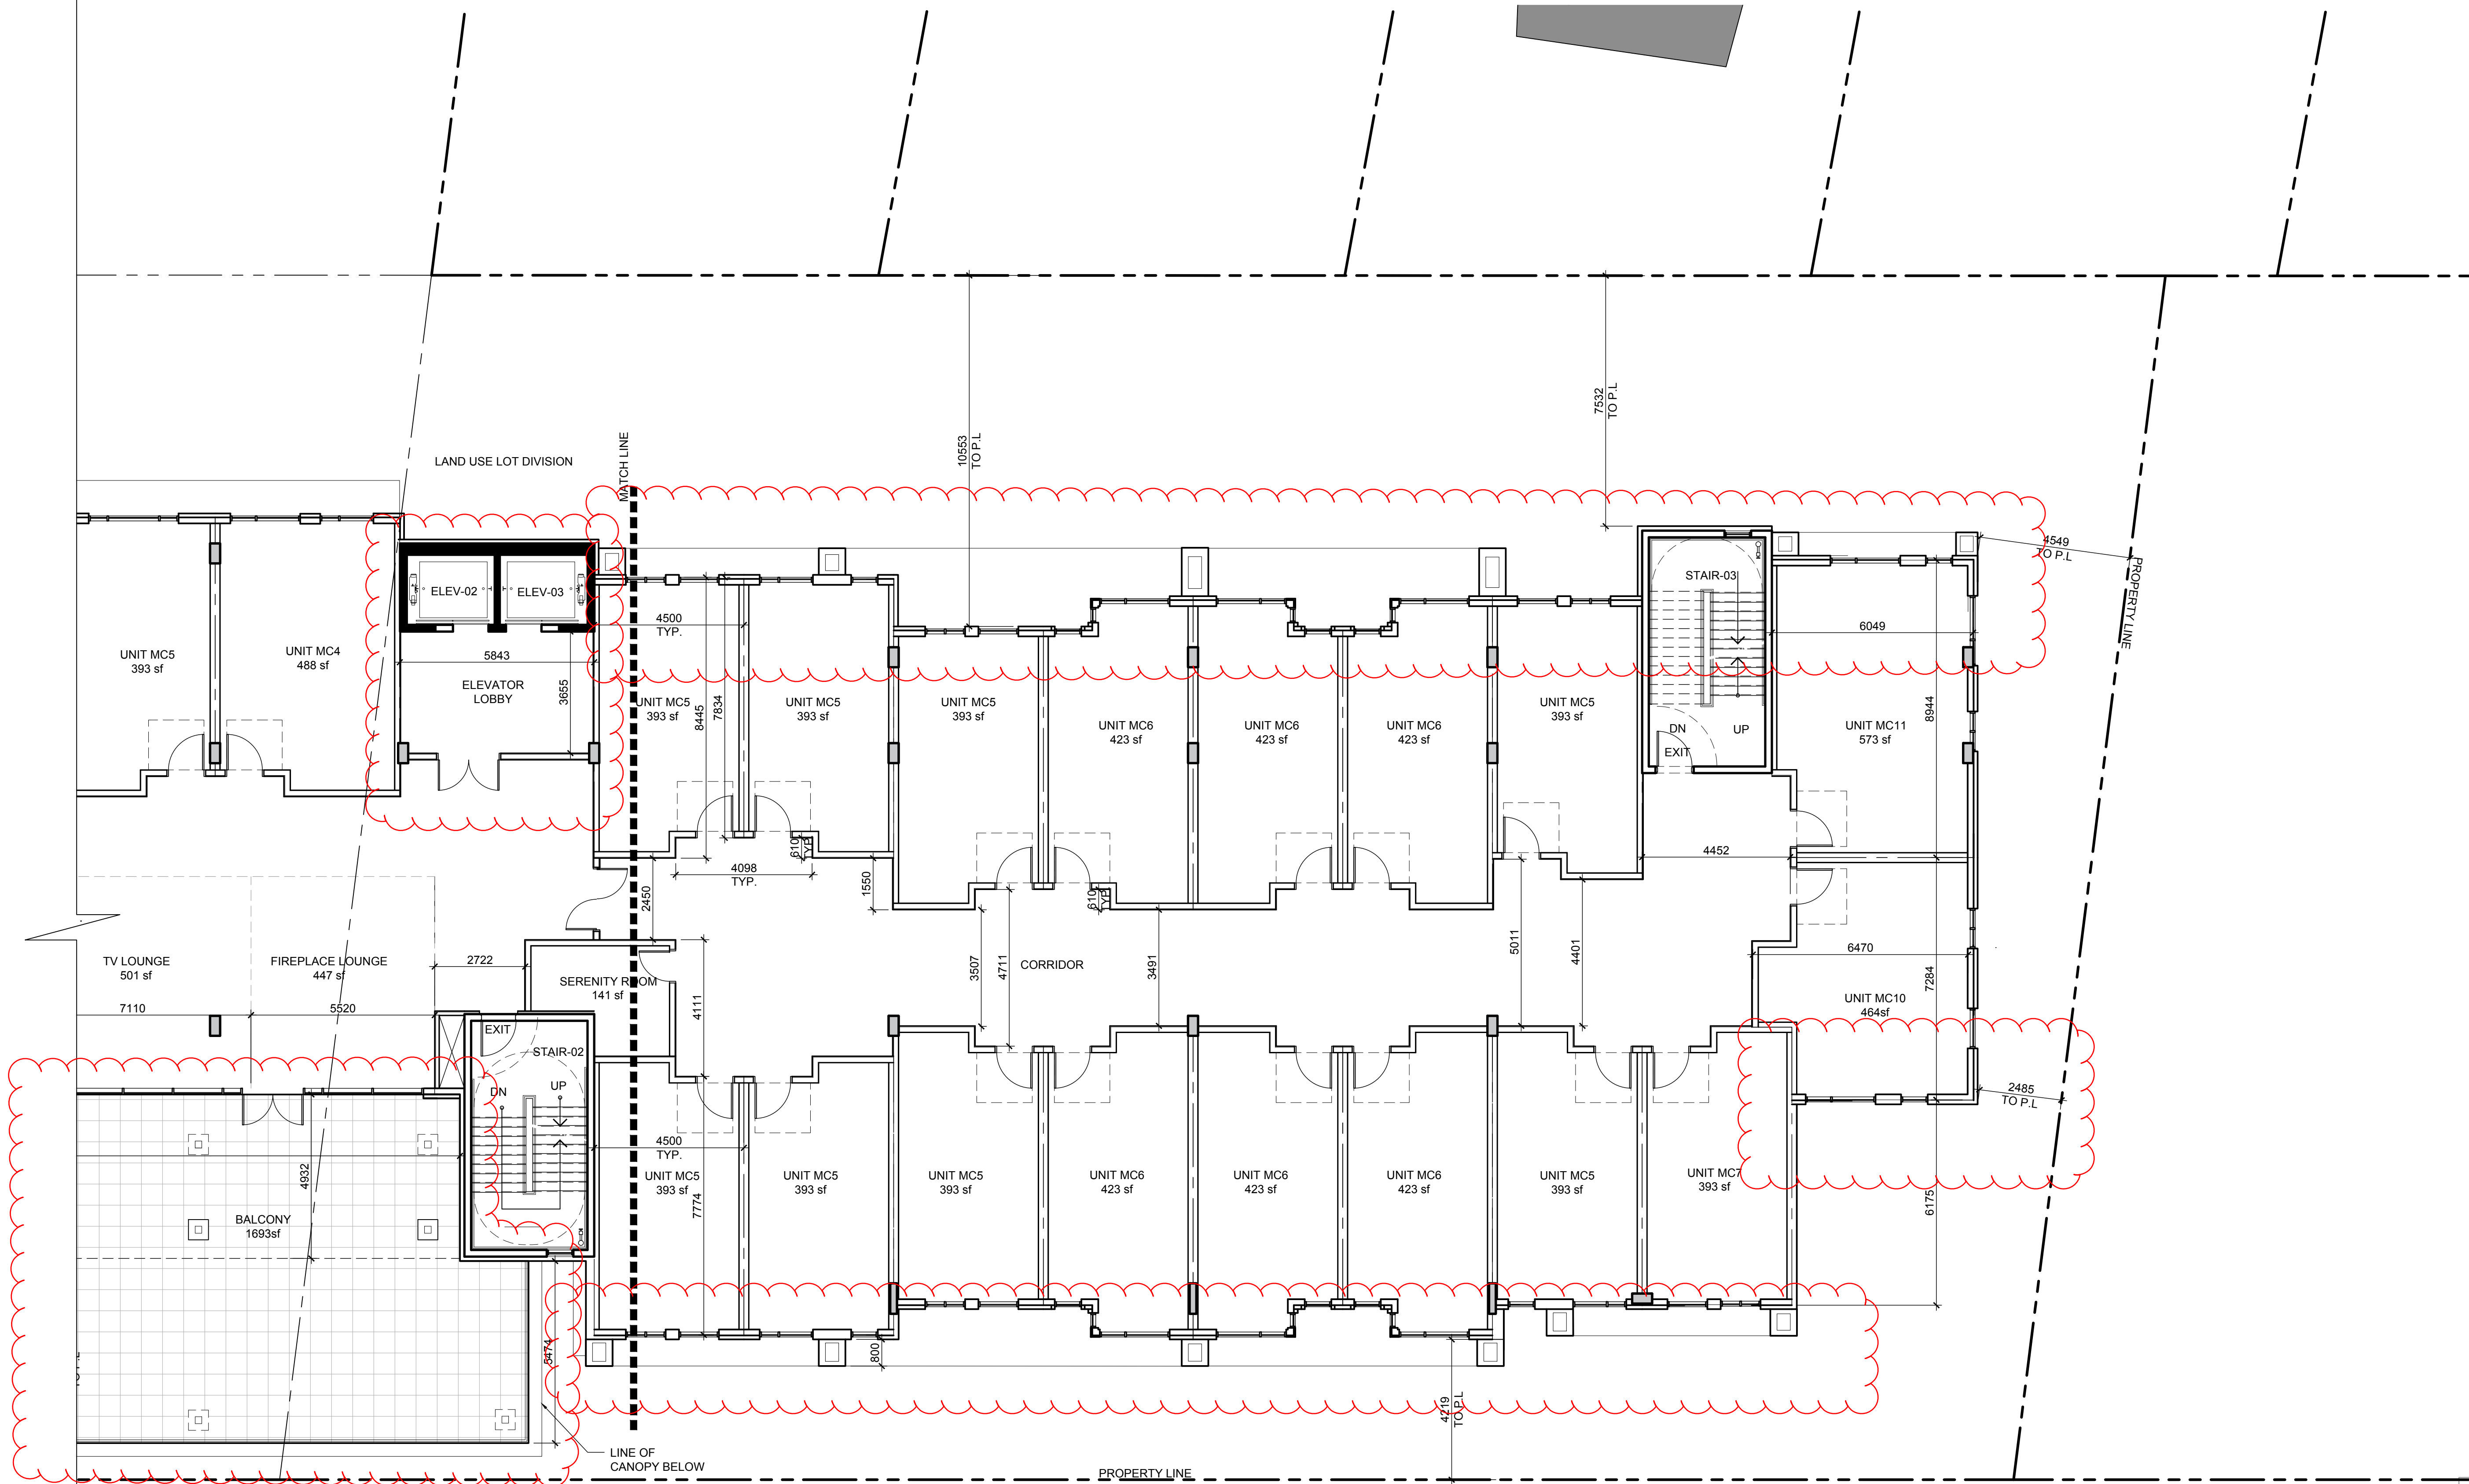 7532
TO P.L
10553
TO P.L
MATCH LINE
LAND USE LOT DIVISION
4549
TO P.L
PROPERTY LINE
ELEV-02
ELEV-03
STAIR-03
4500
TYP.
6049
UNIT MC5
393 sf
UNIT MC4
488 sf
5843
ELEVATOR
LOBBY
3655
UNIT MC5
393 sf
8445
7834
UNIT MC5
393 sf
UNIT MC5
393 sf
UNIT MC6
423 sf
UNIT MC6
423 sf
UNIT MC6
423 sf
UNIT MC5
393 sf
DN
UP
EXIT
UNIT MC11
573 sf
8944
610
TYP.
4098
TYP.
2450
1550
610
TYP.
4452
TV LOUNGE
501 sf
FIREPLACE LOUNGE
447 sf
2722
SERENITY ROOM
141 sf
3507
4711
CORRIDOR
3491
5011
4401
6470
7284
UNIT MC10
464sf
7110
5520
4111
EXIT
STAIR-02
DN
UP
2485
TO P.L
4500
TYP.
4932
UNIT MC5
393 sf
7774
UNIT MC5
393 sf
UNIT MC5
393 sf
UNIT MC6
423 sf
UNIT MC6
423 sf
UNIT MC6
423 sf
UNIT MC5
393 sf
UNIT MC7
393 sf
6175
BALCONY
1693sf
5474
800
4219
TO P.L
LINE OF
CANOPY BELOW
PROPERTY LINE